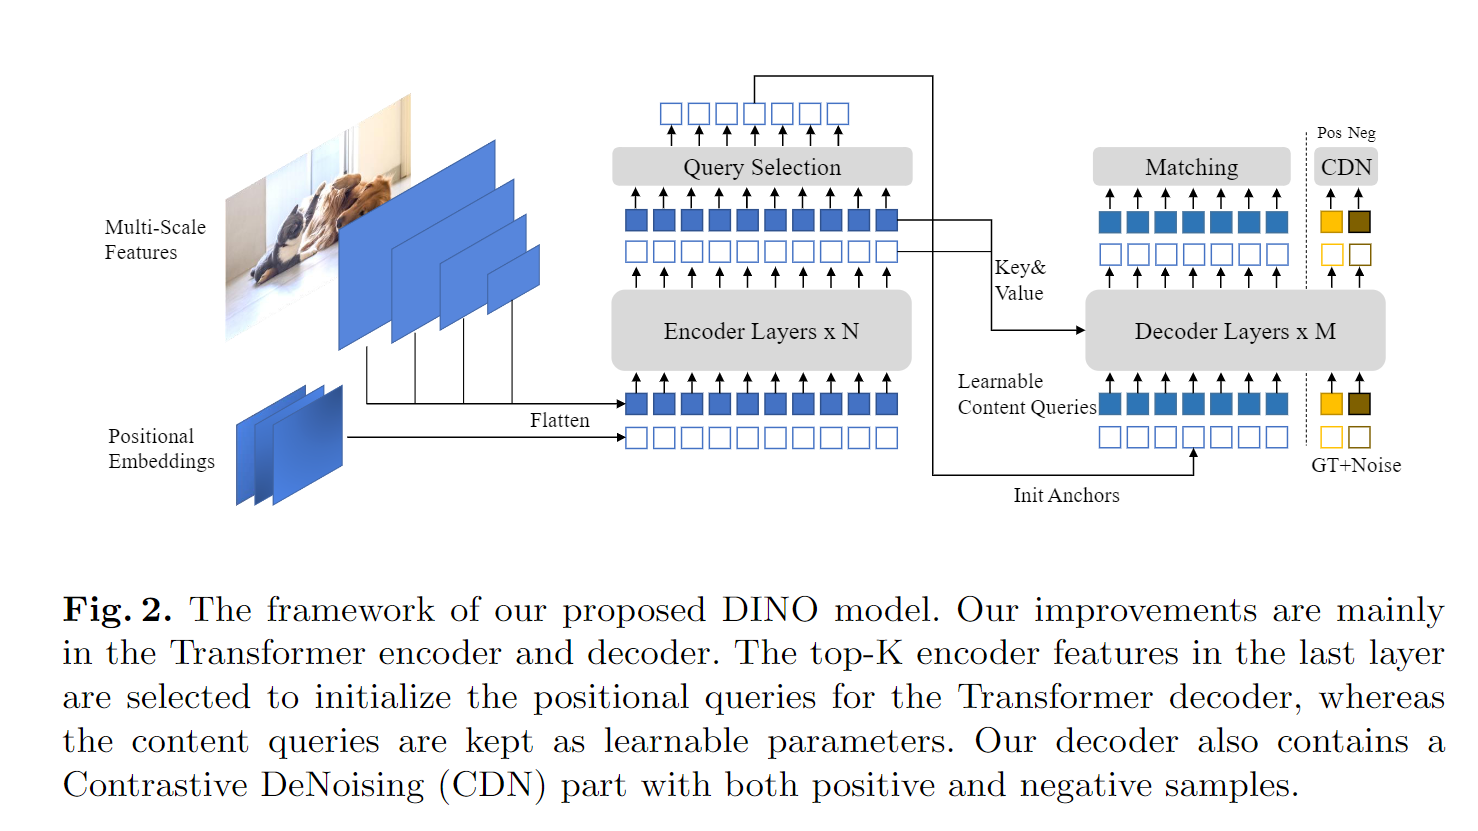 Multi-Scale
Features
Positional
Embeddings
Flatten
Query Selection
Encoder Layers x N
Key&
Value
Learnable
Content Queries
Init Anchors
Matching
Decoder Layers x M
Pos Neg
CDN
GT+Noise
Fig. 2. The framework of our proposed DINO model. Our improvements are mainly
in the Transformer encoder and decoder. The top-K encoder features in the last layer
are selected to initialize the positional queries for the Transformer decoder, whereas
the content queries are kept as learnable parameters. Our decoder also contains a
Contrastive DeNoising (CDN) part with both positive and negative samples.